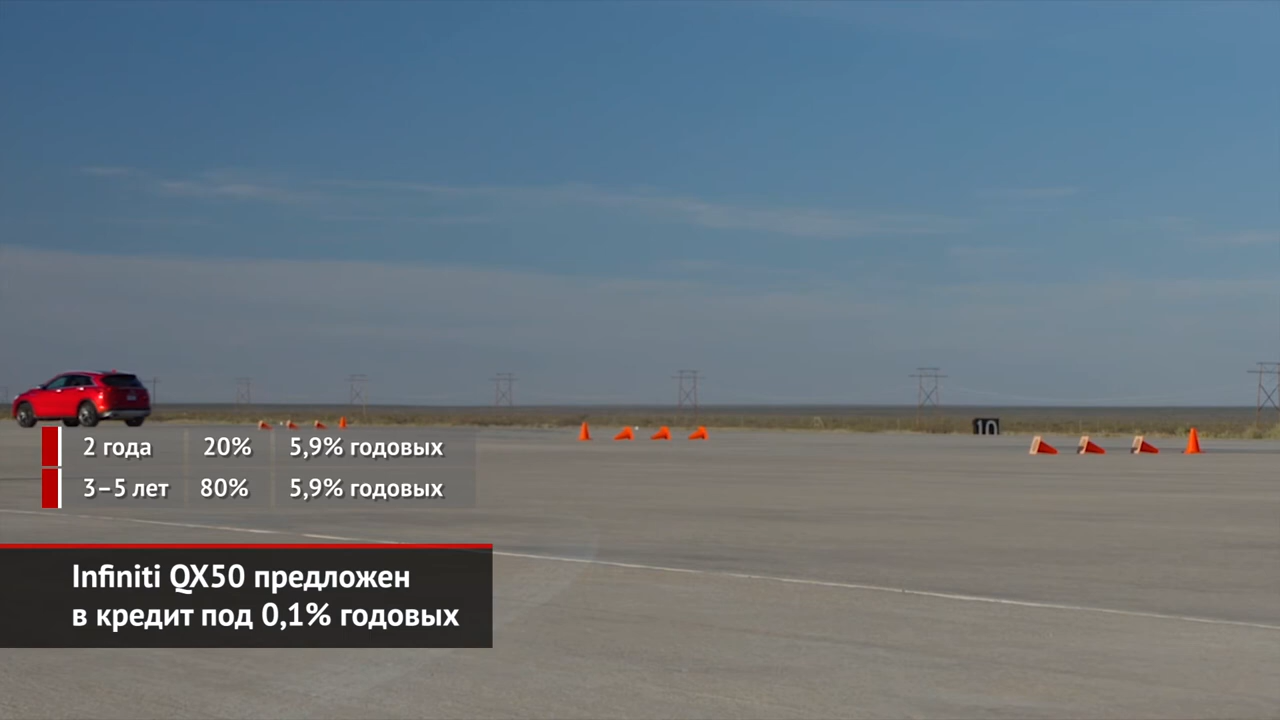 10
2 года 20% 5,9% годовых
3–5 лет 80% 5,9% годовых
Infiniti QX50 предложен
в кредит под 0,1% годовых